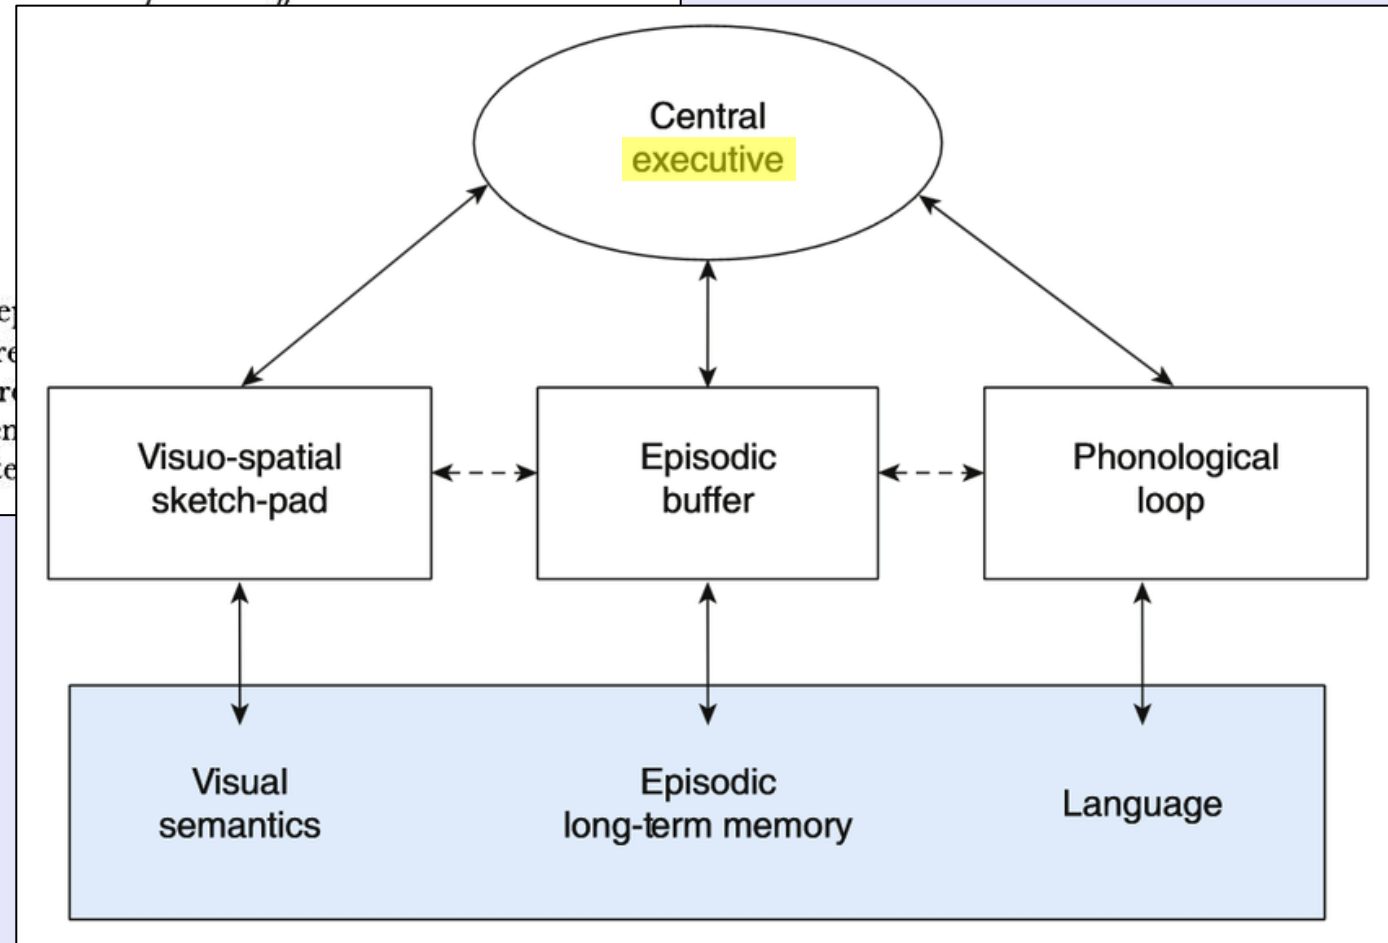 Central
executive
Visuo-spatial
sketch-pad
Episodic
buffer
Phonological
loop
Visual
semantics
Episodic
long-term memory
Language